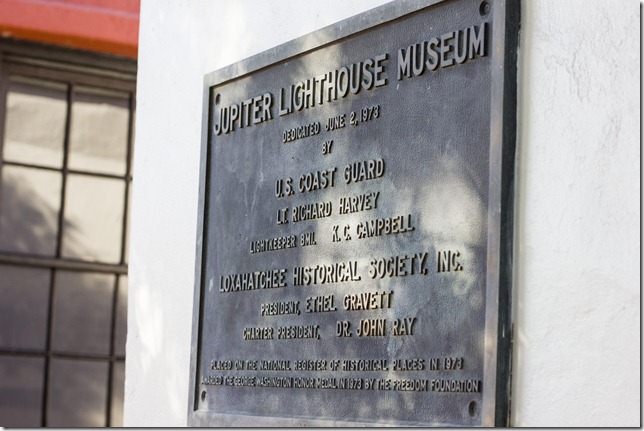 JUPITER LIGHTHOUSE MUSEUM
DEDICATED JUNE 2, 1973
BY
U.S. COAST GUARD
LT. RICHARD HARVEY
LIGHTKEEPER BM1. K. C. CAMPBELL
LOXAHATCHEE HISTORICAL SOCIETY, INC.
PRESIDENT, ETHEL GRAVETT
CHARTER PRESIDENT, DR. JOHN RAY
PLACED ON THE NATIONAL REGISTER OF HISTORICAL PLACES IN 1973
AWARDED THE GEORGE WASHINGTON HONOR MEDAL IN 1973 BY THE FREEDOM FOUNDATION